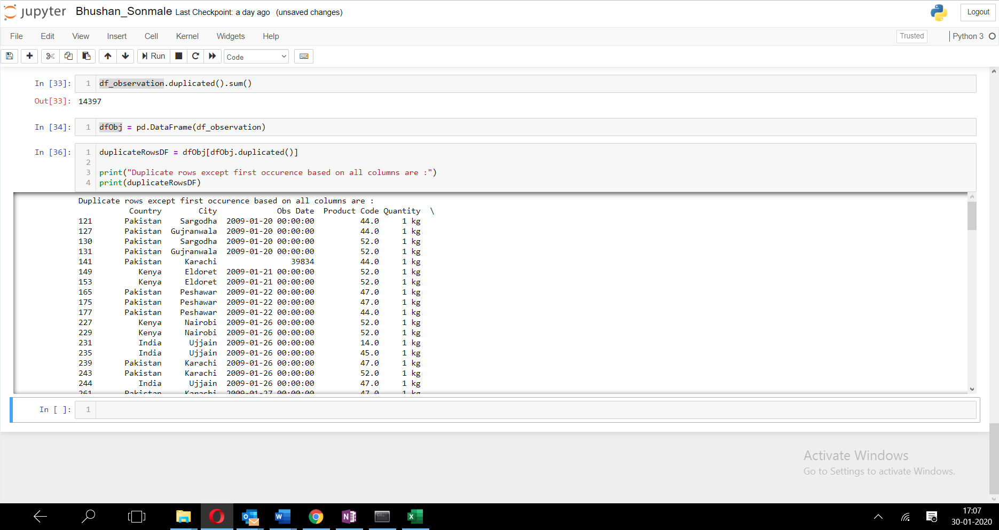 jupyter Bhushan_Sonmale Last Checkpoint: a day ago (unsaved changes) Logout
File Edit View Insert Cell Kernel Widgets Help Trusted Python 3
Run Code
In [33]: 1 df_observation.duplicated().sum()
Out[33]: 14397
In [34]: 1 dfObj = pd.DataFrame(df_observation)
In [36]: 1 duplicateRowsDF = dfObj[dfObj.duplicated()]
2
3 print("Duplicate rows except first occurence based on all columns are :")
4 print(duplicateRowsDF)
Duplicate rows except first occurence based on all columns are :
Country City Obs Date Product Code Quantity \
121 Pakistan Sargodha 2009-01-20 00:00:00 44.0 1 kg
127 Pakistan Gujranwala 2009-01-20 00:00:00 44.0 1 kg
130 Pakistan Sargodha 2009-01-20 00:00:00 52.0 1 kg
131 Pakistan Gujranwala 2009-01-20 00:00:00 52.0 1 kg
141 Pakistan Karachi 39834 44.0 1 kg
149 Kenya Eldoret 2009-01-21 00:00:00 52.0 1 kg
153 Kenya Eldoret 2009-01-21 00:00:00 52.0 1 kg
165 Pakistan Peshawar 2009-01-22 00:00:00 47.0 1 kg
175 Pakistan Peshawar 2009-01-22 00:00:00 47.0 1 kg
177 Pakistan Peshawar 2009-01-22 00:00:00 44.0 1 kg
227 Kenya Nairobi 2009-01-26 00:00:00 52.0 1 kg
229 Kenya Nairobi 2009-01-26 00:00:00 52.0 1 kg
231 India Ujjain 2009-01-26 00:00:00 14.0 1 kg
235 India Ujjain 2009-01-26 00:00:00 45.0 1 kg
239 Pakistan Karachi 2009-01-26 00:00:00 47.0 1 kg
243 Pakistan Karachi 2009-01-26 00:00:00 52.0 1 kg
244 India Ujjain 2009-01-26 00:00:00 47.0 1 kg
261 Pakistan Karachi 2009-01-27 00:00:00 47.0 1 kg
In [ ]: 1
Activate Windows
Go to Settings to activate Windows.
17:07
30-01-2020